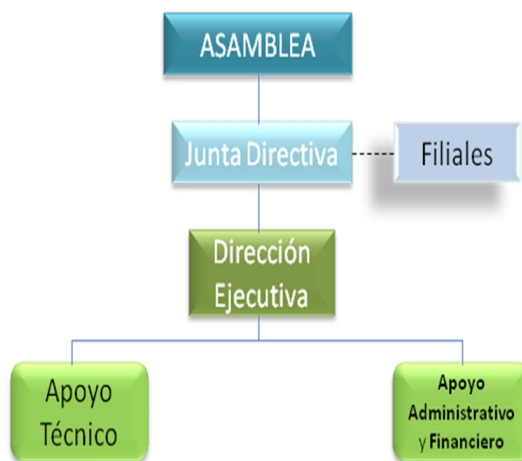 ASAMBLEA
Junta Directiva
Filiales
Dirección
Ejecutiva
Apoyo
Técnico
Apoyo
Administrativo
y Financiero